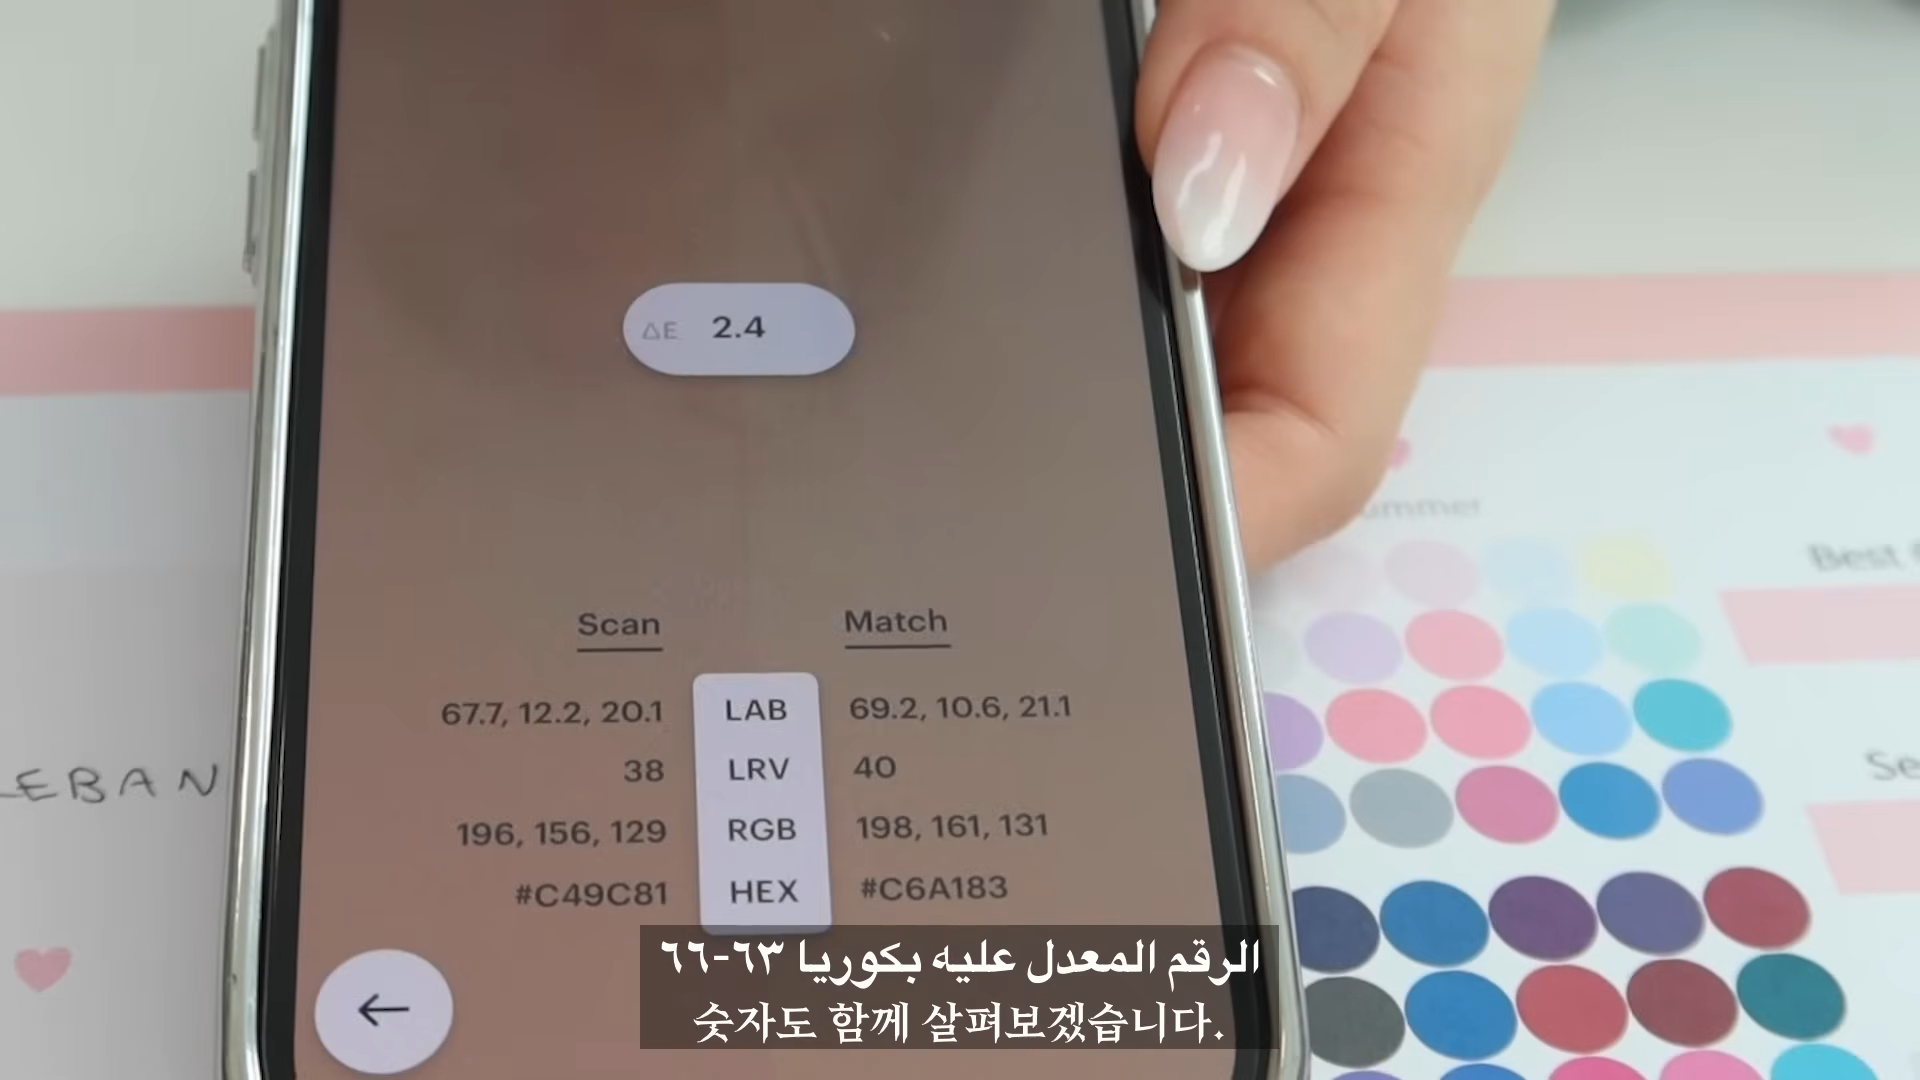 ΔE 2.4
Scan Match
67.7, 12.2, 20.1 LAB 69.2, 10.6, 21.1
38 LRV 40
196, 156, 129 RGB 198, 161, 131
#C49C81 HEX #C6A183
←
EBAN
ummer
Best
Se
الرقم المعدل عليه بكوريا ٦٣-٦٦
숫자도 함께 살펴보겠습니다.